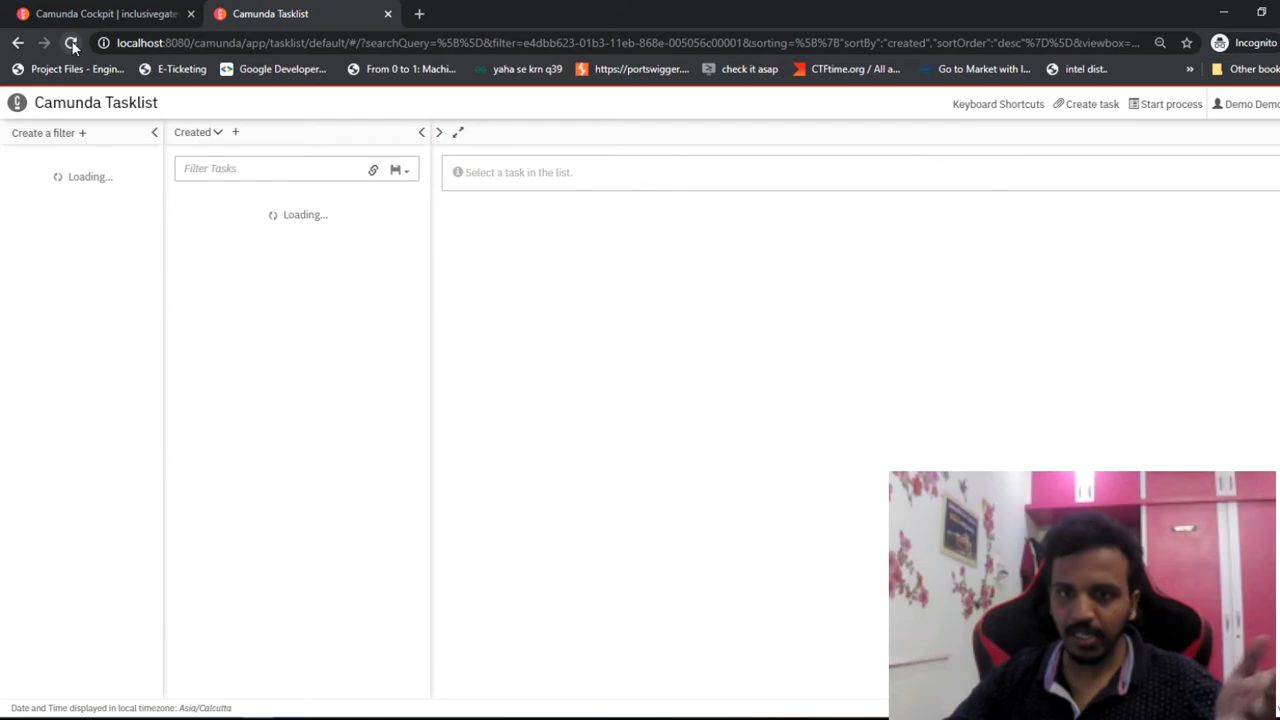 Camunda Cockpit | inclusivegate
Camunda Tasklist
localhost:8080/camunda/app/tasklist/default/#/?searchQuery=%5B%5D&filter=e4dbb623-01b3-11eb-868e-005056c00001&sorting=%5B%7B"sortBy":"created","sortOrder":"desc"%7D%5D&viewbox=...
Incognito
Project Files - Engin...
E-Ticketing
Google Developer...
From 0 to 1: Machi...
yaha se krn q39
https://portswigger....
check it asap
CTFtime.org / All a...
Go to Market with I...
intel dist..
»
Other book
Camunda Tasklist
Keyboard Shortcuts
Create task
Start process
Demo Demo
Create a filter +
Created
+
Loading...
Filter Tasks
Select a task in the list.
Loading...
Date and Time displayed in local timezone: Asia/Calcutta